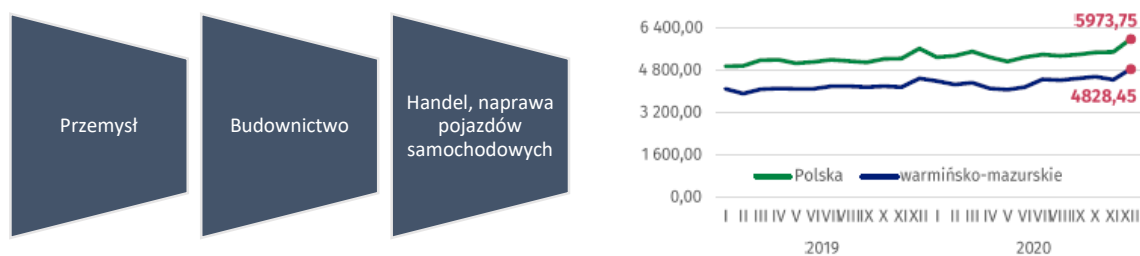 Przemysł
Budownictwo
Handel, naprawa
pojazdów
samochodowych
5973,75
6 400,00
4 800,00
4828,45
3 200,00
1 600,00
Polska
warmińsko-mazurskie
0,00
I II III IV V VI VII VIII IX X XI XII I II III IV V VI VII VIII IX X XI XII
2019
2020